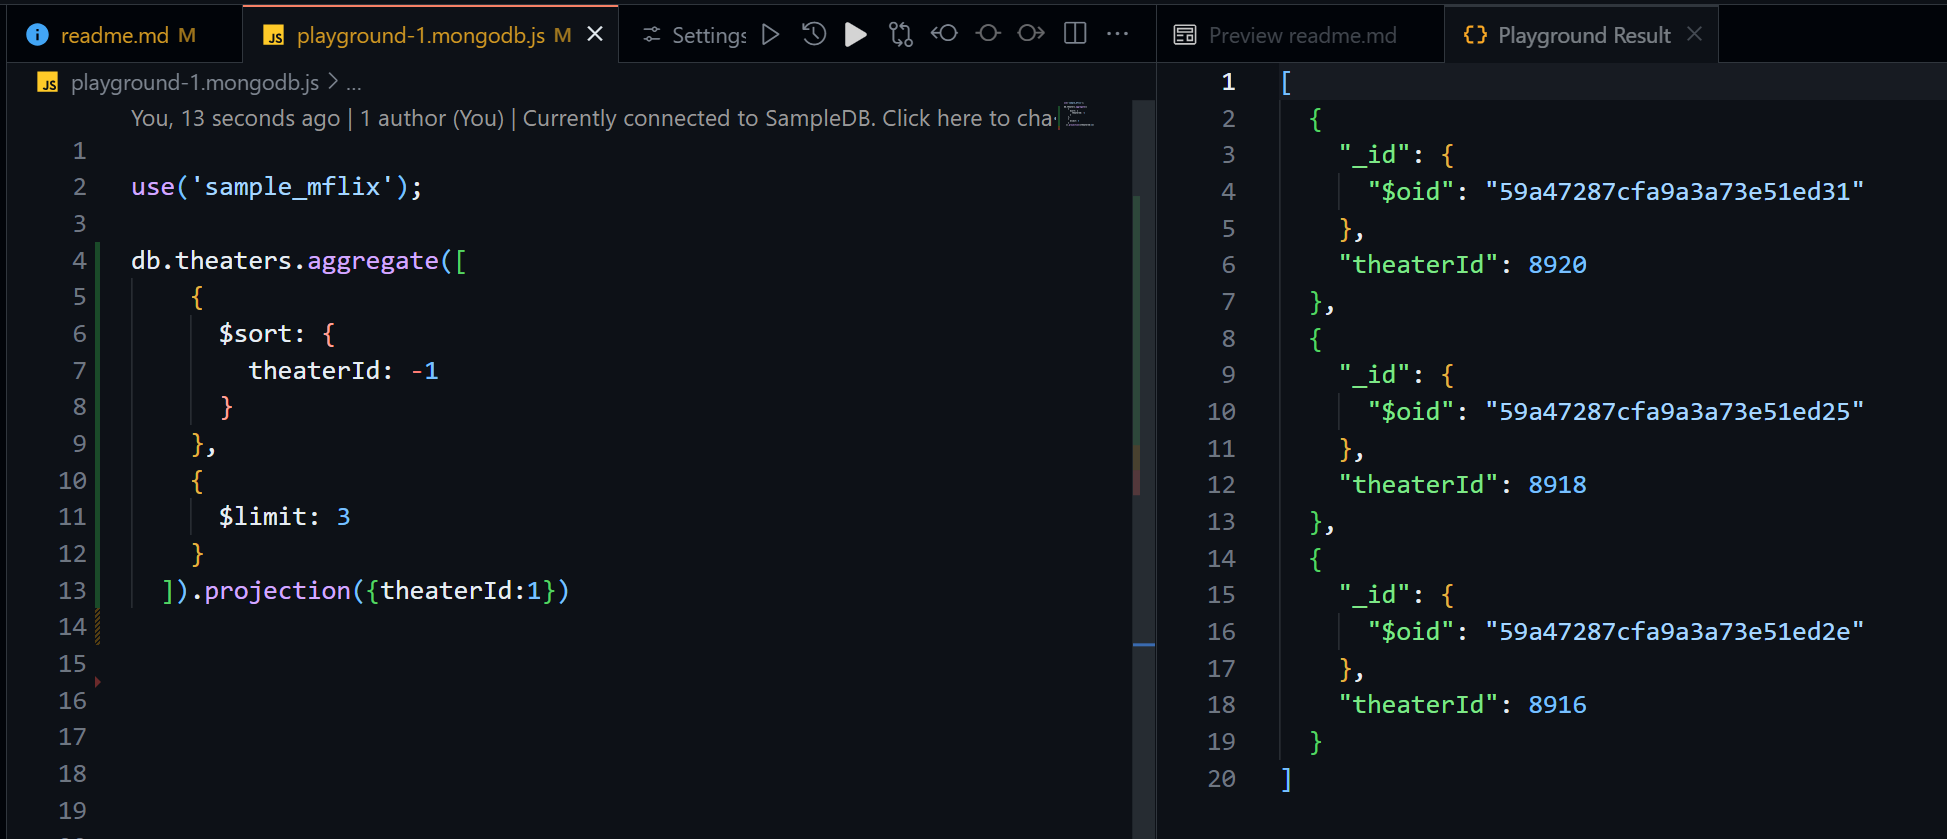 readme.md M
JS playground-1.mongodb.js M
Settings
Preview readme.md
{} Playground Result
JS playground-1.mongodb.js > ...
You, 13 seconds ago | 1 author (You) | Currently connected to SampleDB. Click here to cha
1
2 use('sample_mflix');
3
4 db.theaters.aggregate([
5 {
6 $sort: {
7 theaterId: -1
8 }
9 },
10 {
11 $limit: 3
12 }
13 ]).projection({theaterId:1})
14
15
16
17
18
19
1 [
2 {
3 "_id": {
4 "$oid": "59a47287cfa9a3a73e51ed31"
5 },
6 "theaterId": 8920
7 },
8 {
9 "_id": {
10 "$oid": "59a47287cfa9a3a73e51ed25"
11 },
12 "theaterId": 8918
13 },
14 {
15 "_id": {
16 "$oid": "59a47287cfa9a3a73e51ed2e"
17 },
18 "theaterId": 8916
19 }
20 ]